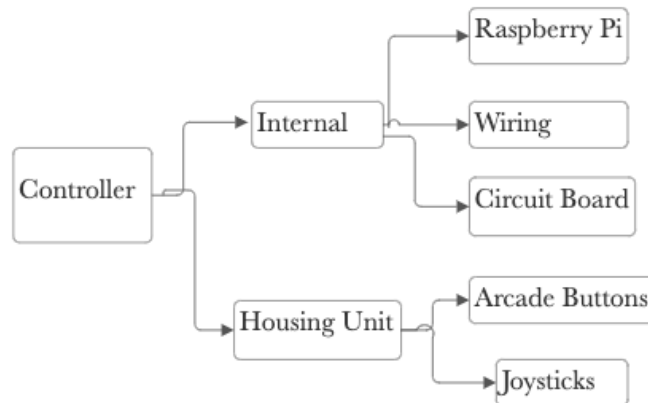 Raspberry Pi
Internal
Wiring
Controller
Circuit Board
Housing Unit
Arcade Buttons
Joysticks